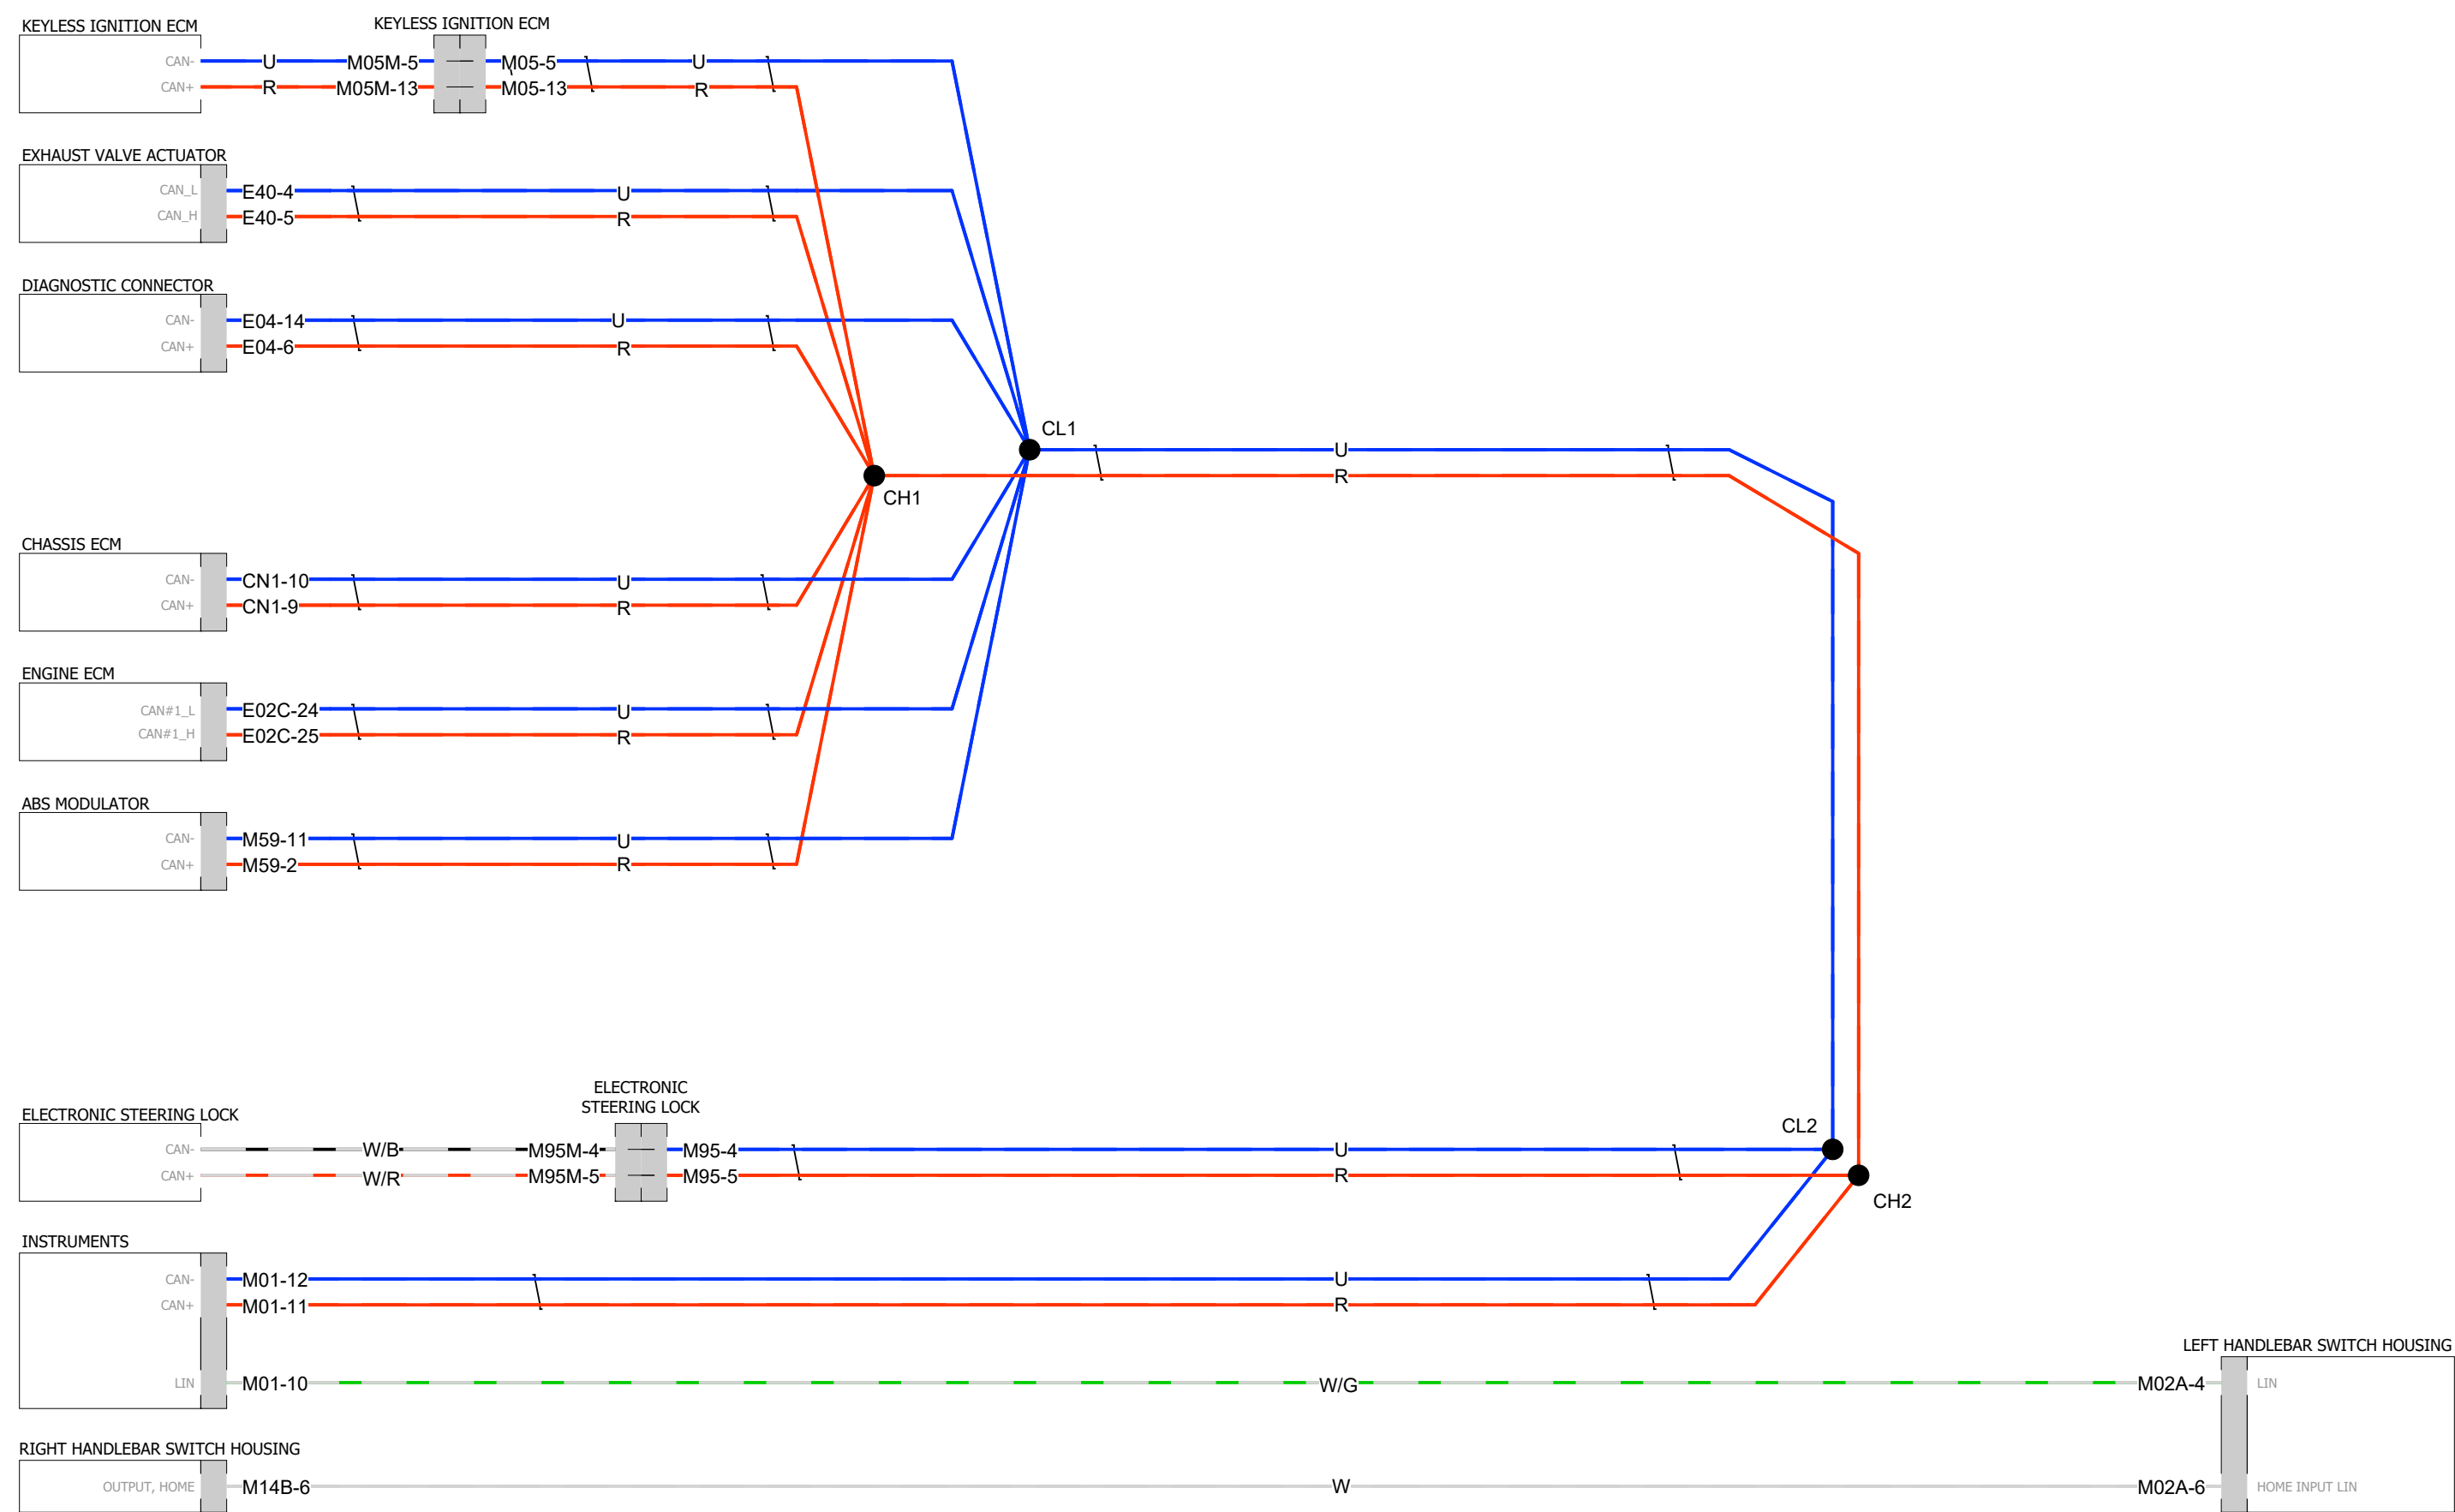 KEYLESS IGNITION ECM
KEYLESS IGNITION ECM
CAN- U M05M-5 M05-5 U
CAN+ R M05M-13 M05-13 R
EXHAUST VALVE ACTUATOR
CAN_L E40-4 U
CAN_H E40-5 R
DIAGNOSTIC CONNECTOR
CAN- E04-14 U
CAN+ E04-6 R
CL1
U
R
CH1
CHASSIS ECM
CAN- CN1-10 U
CAN+ CN1-9 R
ENGINE ECM
CAN#1_L E02C-24 U
CAN#1_H E02C-25 R
ABS MODULATOR
CAN- M59-11 U
CAN+ M59-2 R
ELECTRONIC
STEERING LOCK
ELECTRONIC STEERING LOCK
CL2
CAN- W/B M95M-4 M95-4 U
CAN+ W/R M95M-5 M95-5 R
CH2
INSTRUMENTS
CAN- M01-12 U
CAN+ M01-11 R
LEFT HANDLEBAR SWITCH HOUSING
LIN M01-10 W/G M02A-4 LIN
RIGHT HANDLEBAR SWITCH HOUSING
OUTPUT, HOME M14B-6 W M02A-6 HOME INPUT LIN